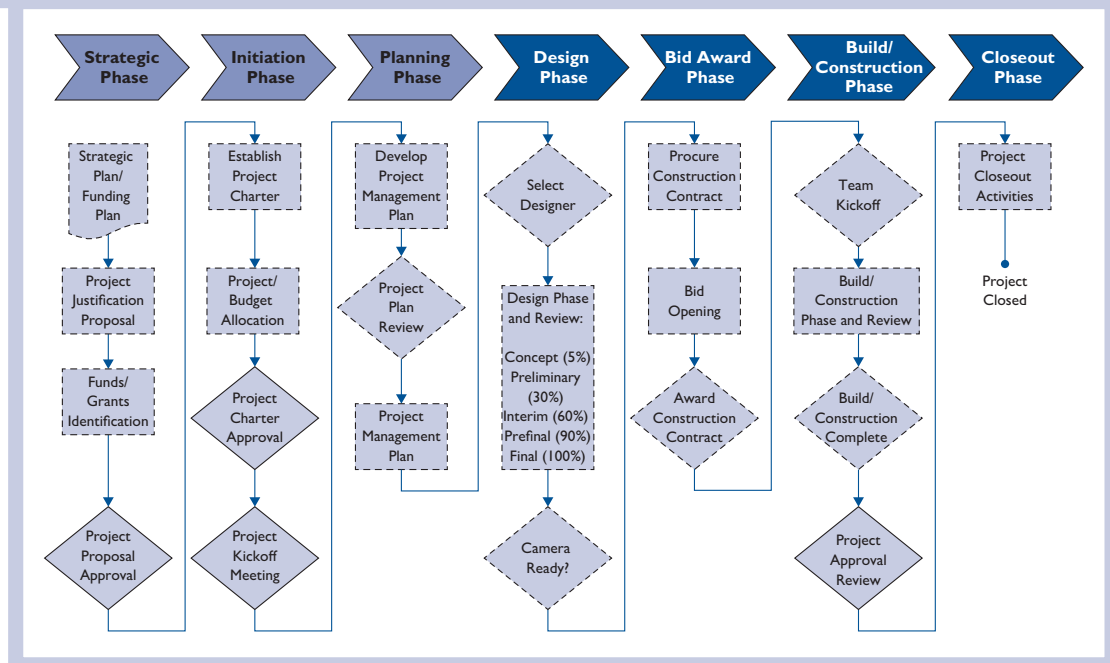 Strategic
Phase
Initiation
Phase
Planning
Phase
Design
Phase
Bid Award
Phase
Build/
Construction
Phase
Closeout
Phase
Strategic
Plan/
Funding
Plan
Project
Justification
Proposal
Funds/
Grants
Identification
Project
Proposal
Approval
Establish
Project
Charter
Project/
Budget
Allocation
Project
Charter
Approval
Project
Kickoff
Meeting
Develop
Project
Management
Plan
Project
Plan
Review
Project
Management
Plan
Select
Designer
Design Phase
and Review:
Concept (5%)
Preliminary
(30%)
Interim (60%)
Prefinal (90%)
Final (100%)
Camera
Ready?
Procure
Construction
Contract
Bid
Opening
Award
Construction
Contract
Team
Kickoff
Build/
Construction
Phase and Review
Build/
Construction
Complete
Project
Approval
Review
Project
Closeout
Activities
Project
Closed